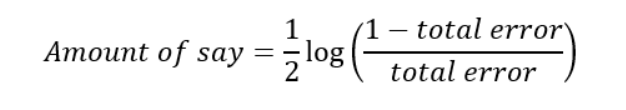 Amount of say = 1/2 log((1 − total error)/(total error))